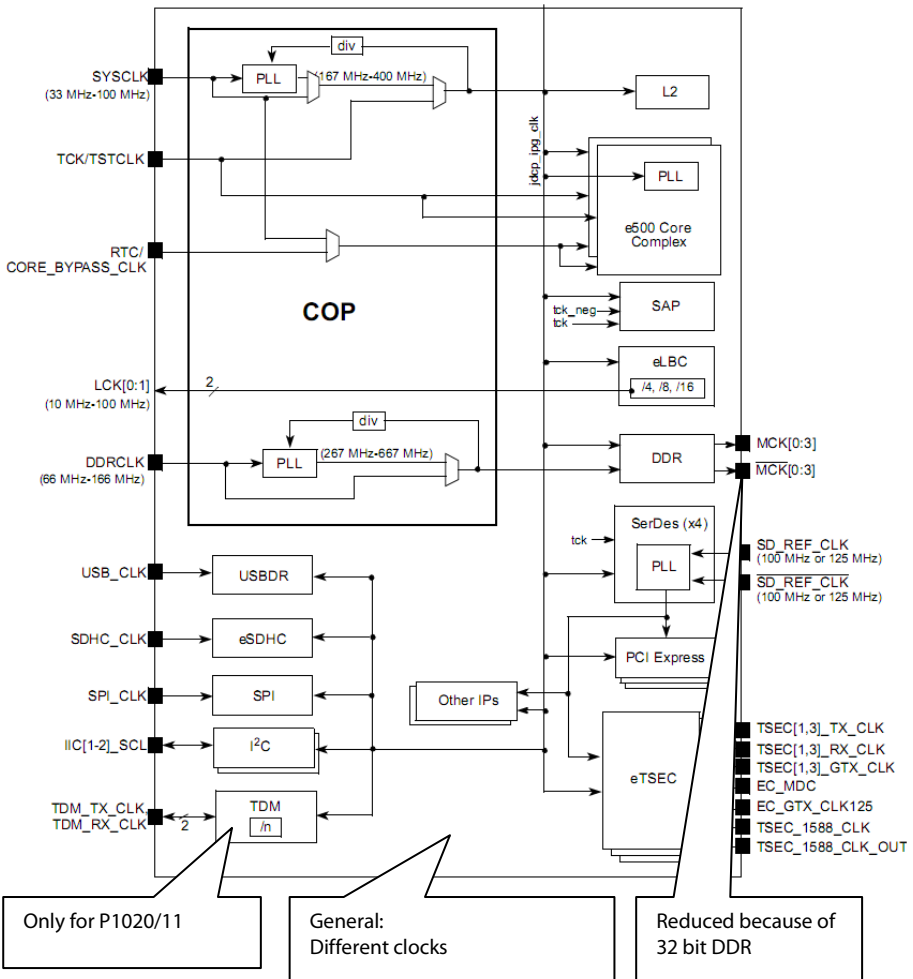 div
SYSCLK
(33 MHz-100 MHz)
PLL
(167 MHz-400 MHz)
L2
jdcp_ipg_clk
TCK/TSTCLK
PLL
e500 Core
Complex
RTC/
CORE_BYPASS_CLK
COP
SAP
tck_neg
tck
eLBC
/4, /8, /16
LCK[0:1]
(10 MHz-100 MHz)
2
div
DDRCLK
(66 MHz-166 MHz)
PLL
(267 MHz-667 MHz)
DDR
MCK[0:3]
MCK[0:3]
SerDes (x4)
tck
PLL
SD_REF_CLK
(100 MHz or 125 MHz)
SD_REF_CLK
(100 MHz or 125 MHz)
USB_CLK
USBDR
SDHC_CLK
eSDHC
PCI Express
SPI_CLK
SPI
Other IPs
IIC[1-2]_SCL
I²C
TDM_TX_CLK,
TDM_RX_CLK
2
TDM
/n
eTSEC
TSEC[1,3]_TX_CLK
TSEC[1,3]_RX_CLK
TSEC[1,3]_GTX_CLK
EC_MDC
EC_GTX_CLK125
TSEC_1588_CLK
TSEC_1588_CLK_OUT
Only for P1020/11
General:
Different clocks
Reduced because of
32 bit DDR